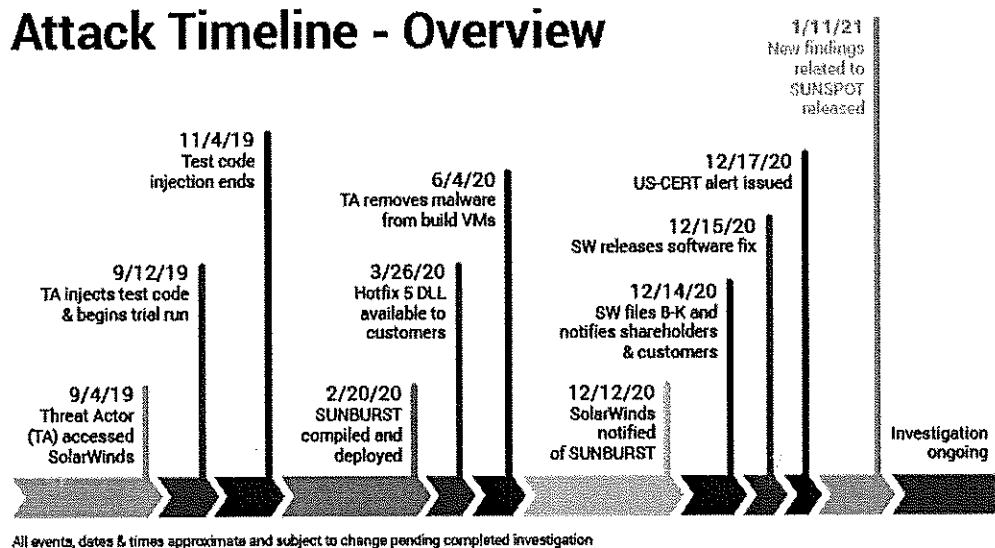 Attack Timeline - Overview
9/4/19
Threat Actor
(TA) accessed
SolarWinds
9/12/19
TA injects test code
& begins trial run
11/4/19
Test code
injection ends
2/20/20
SUNBURST
compiled and
deployed
3/26/20
Hotfix 5 DLL
available to
customers
6/4/20
TA removes malware
from build VMs
12/12/20
SolarWinds
notified
of SUNBURST
12/14/20
SW files 8-K and
notifies shareholders
& customers
12/15/20
SW releases software fix
12/17/20
US-CERT alert issued
1/11/21
New findings
related to
SUNSPOT
released
Investigation
ongoing
All events, dates & times approximate and subject to change pending completed investigation